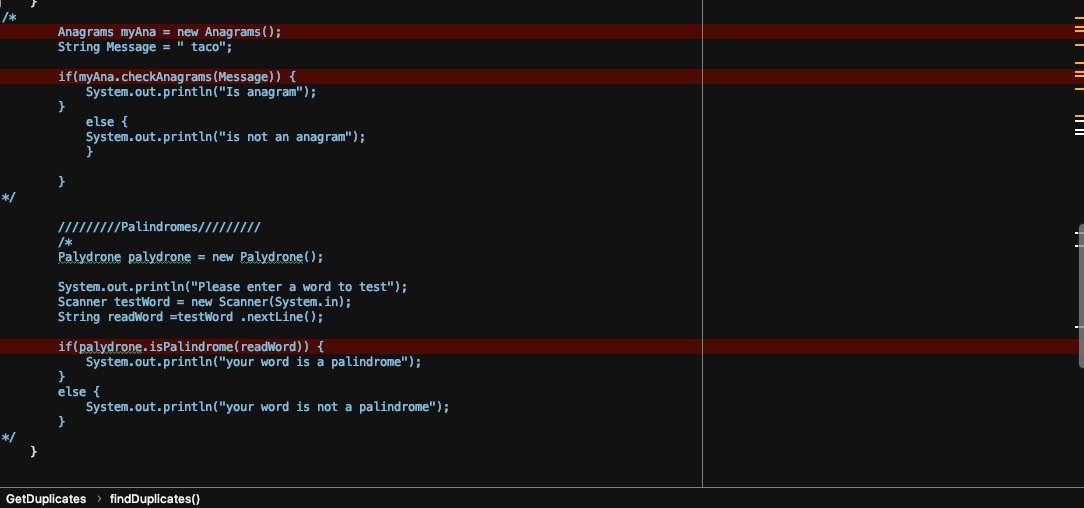 }
/*
Anagrams myAna = new Anagrams();
String Message = " taco";
if(myAna.checkAnagrams(Message)) {
System.out.println("Is anagram");
}
else {
System.out.println("is not an anagram");
}
}
*/
/////////Palindromes/////////
/*
Palydrone palydrone = new Palydrone();
System.out.println("Please enter a word to test");
Scanner testWord = new Scanner(System.in);
String readWord =testWord .nextLine();
if(palydrone.isPalindrome(readWord)) {
System.out.println("your word is a palindrome");
}
else {
System.out.println("your word is not a palindrome");
}
*/
}
GetDuplicates › findDuplicates()